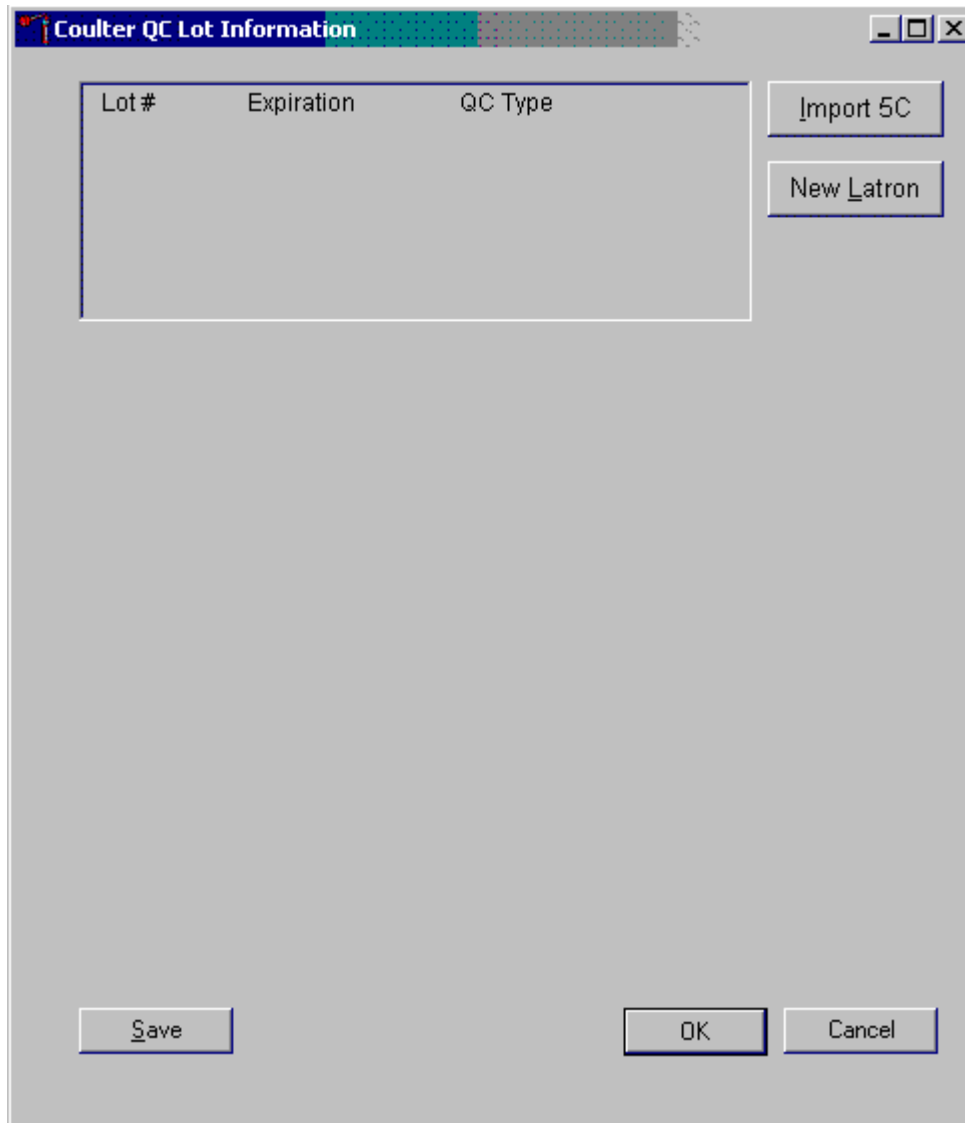 Coulter QC Lot Information
Lot # Expiration QC Type
Import 5C
New Latron
Save OK Cancel